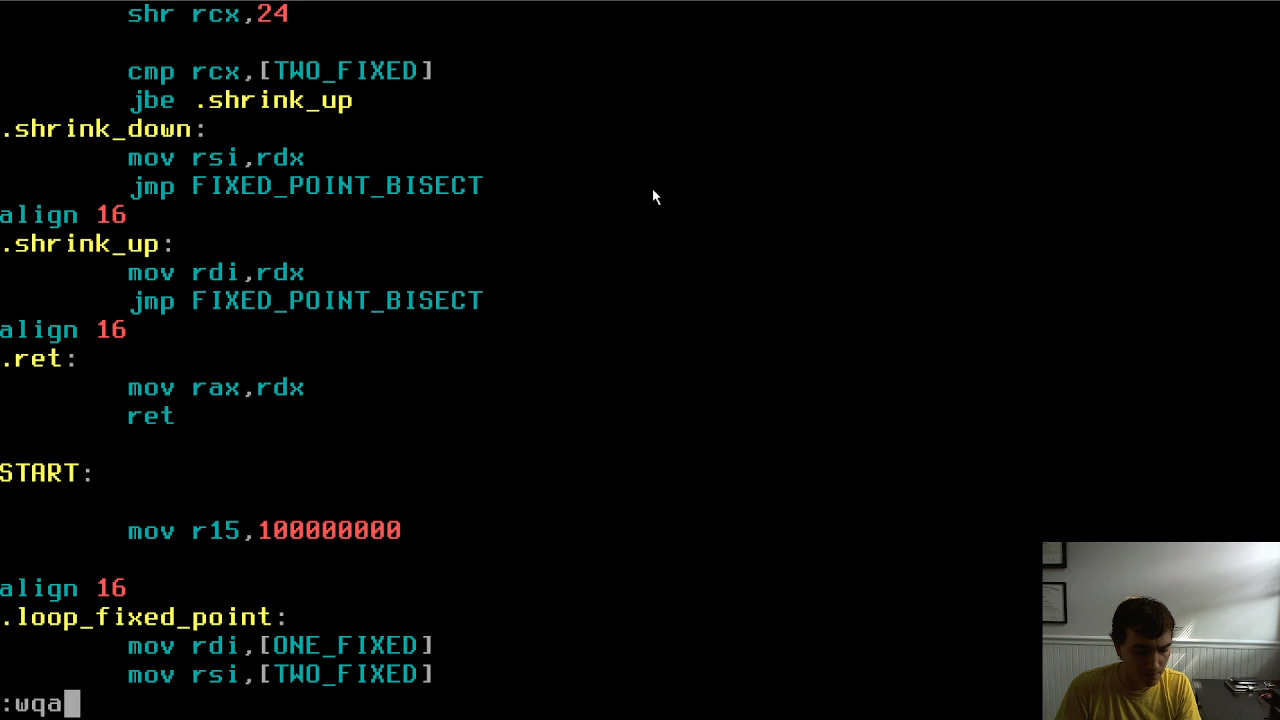 shr rcx,24
cmp rcx,[TWO_FIXED]
jbe .shrink_up
.shrink_down:
mov rsi,rdx
jmp FIXED_POINT_BISECT
align 16
.shrink_up:
mov rdi,rdx
jmp FIXED_POINT_BISECT
align 16
.ret:
mov rax,rdx
ret
START:
mov r15,100000000
align 16
.loop_fixed_point:
mov rdi,[ONE_FIXED]
mov rsi,[TWO_FIXED]
:wqa